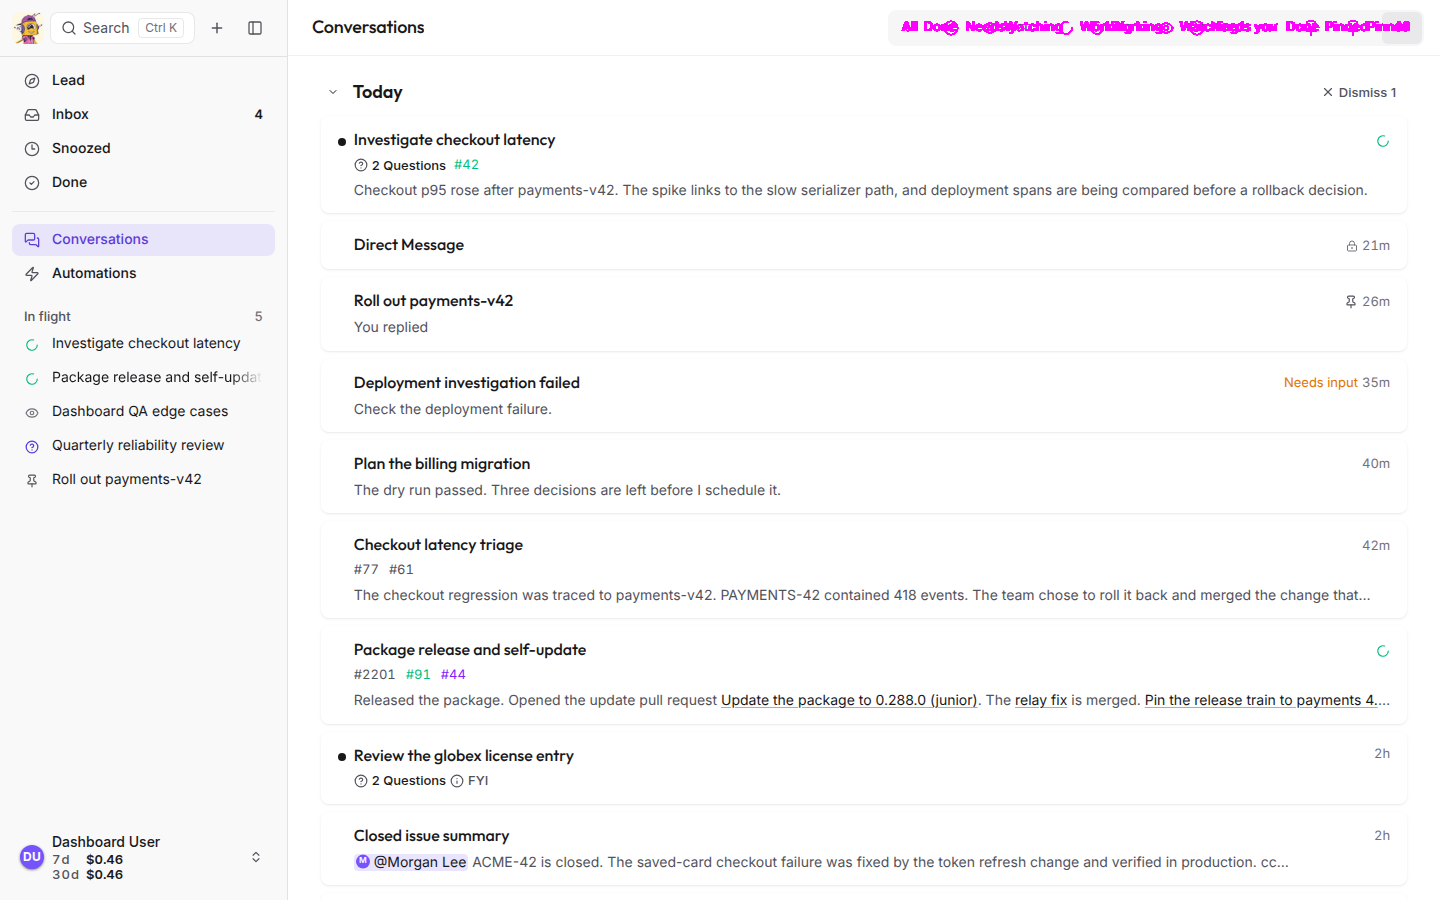 Search Ctrl K
Lead
Inbox 4
Snoozed
Done
Conversations
Automations
In flight 5
Investigate checkout latency
Package release and self-updat
Dashboard QA edge cases
Quarterly reliability review
Roll out payments-v42
DU
Dashboard User
7d $0.46
30d $0.46
Conversations
All Done
Done Pinned
Today
Dismiss 1
Investigate checkout latency
2 Questions #42
Checkout p95 rose after payments-v42. The spike links to the slow serializer path, and deployment spans are being compared before a rollback decision.
Direct Message 21m
Roll out payments-v42 26m
You replied
Deployment investigation failed Needs input 35m
Check the deployment failure.
Plan the billing migration 40m
The dry run passed. Three decisions are left before I schedule it.
Checkout latency triage 42m
#77 #61
The checkout regression was traced to payments-v42. PAYMENTS-42 contained 418 events. The team chose to roll it back and merged the change that...
Package release and self-update
#2201 #91 #44
Released the package. Opened the update pull request Update the package to 0.288.0 (junior). The relay fix is merged. Pin the release train to payments 4....
Review the globex license entry 2h
2 Questions FYI
Closed issue summary 2h
M @Morgan Lee ACME-42 is closed. The saved-card checkout failure was fixed by the token refresh change and verified in production. cc...